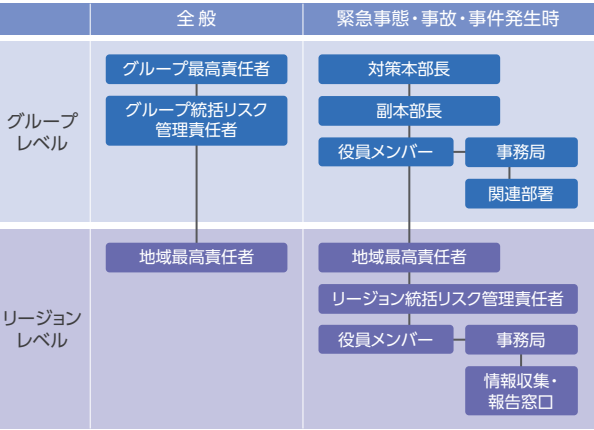 全般
緊急事態・事故・事件発生時
グループ
レベル
グループ最高責任者
グループ統括リスク
管理責任者
対策本部長
副本部長
役員メンバー
事務局
関連部署
リージョン
レベル
地域最高責任者
地域最高責任者
リージョン統括リスク管理責任者
役員メンバー
事務局
情報収集・
報告窓口